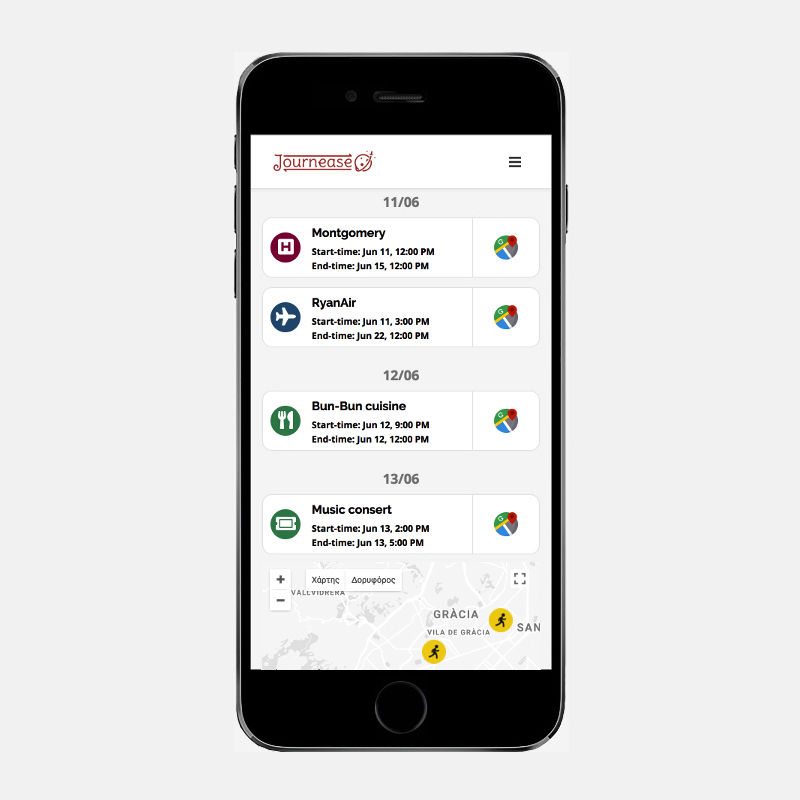 Journease
11/06
Montgomery
Start-time: Jun 11, 12:00 PM
End-time: Jun 15, 12:00 PM
RyanAir
Start-time: Jun 11, 3:00 PM
End-time: Jun 22, 12:00 PM
12/06
Bun-Bun cuisine
Start-time: Jun 12, 9:00 PM
End-time: Jun 12, 12:00 PM
13/06
Music consert
Start-time: Jun 13, 2:00 PM
End-time: Jun 13, 5:00 PM
+ Χάρτης Δορυφόρος
− VALLVIDRERA
GRÀCIA
SAN
VILA DE GRÀCIA